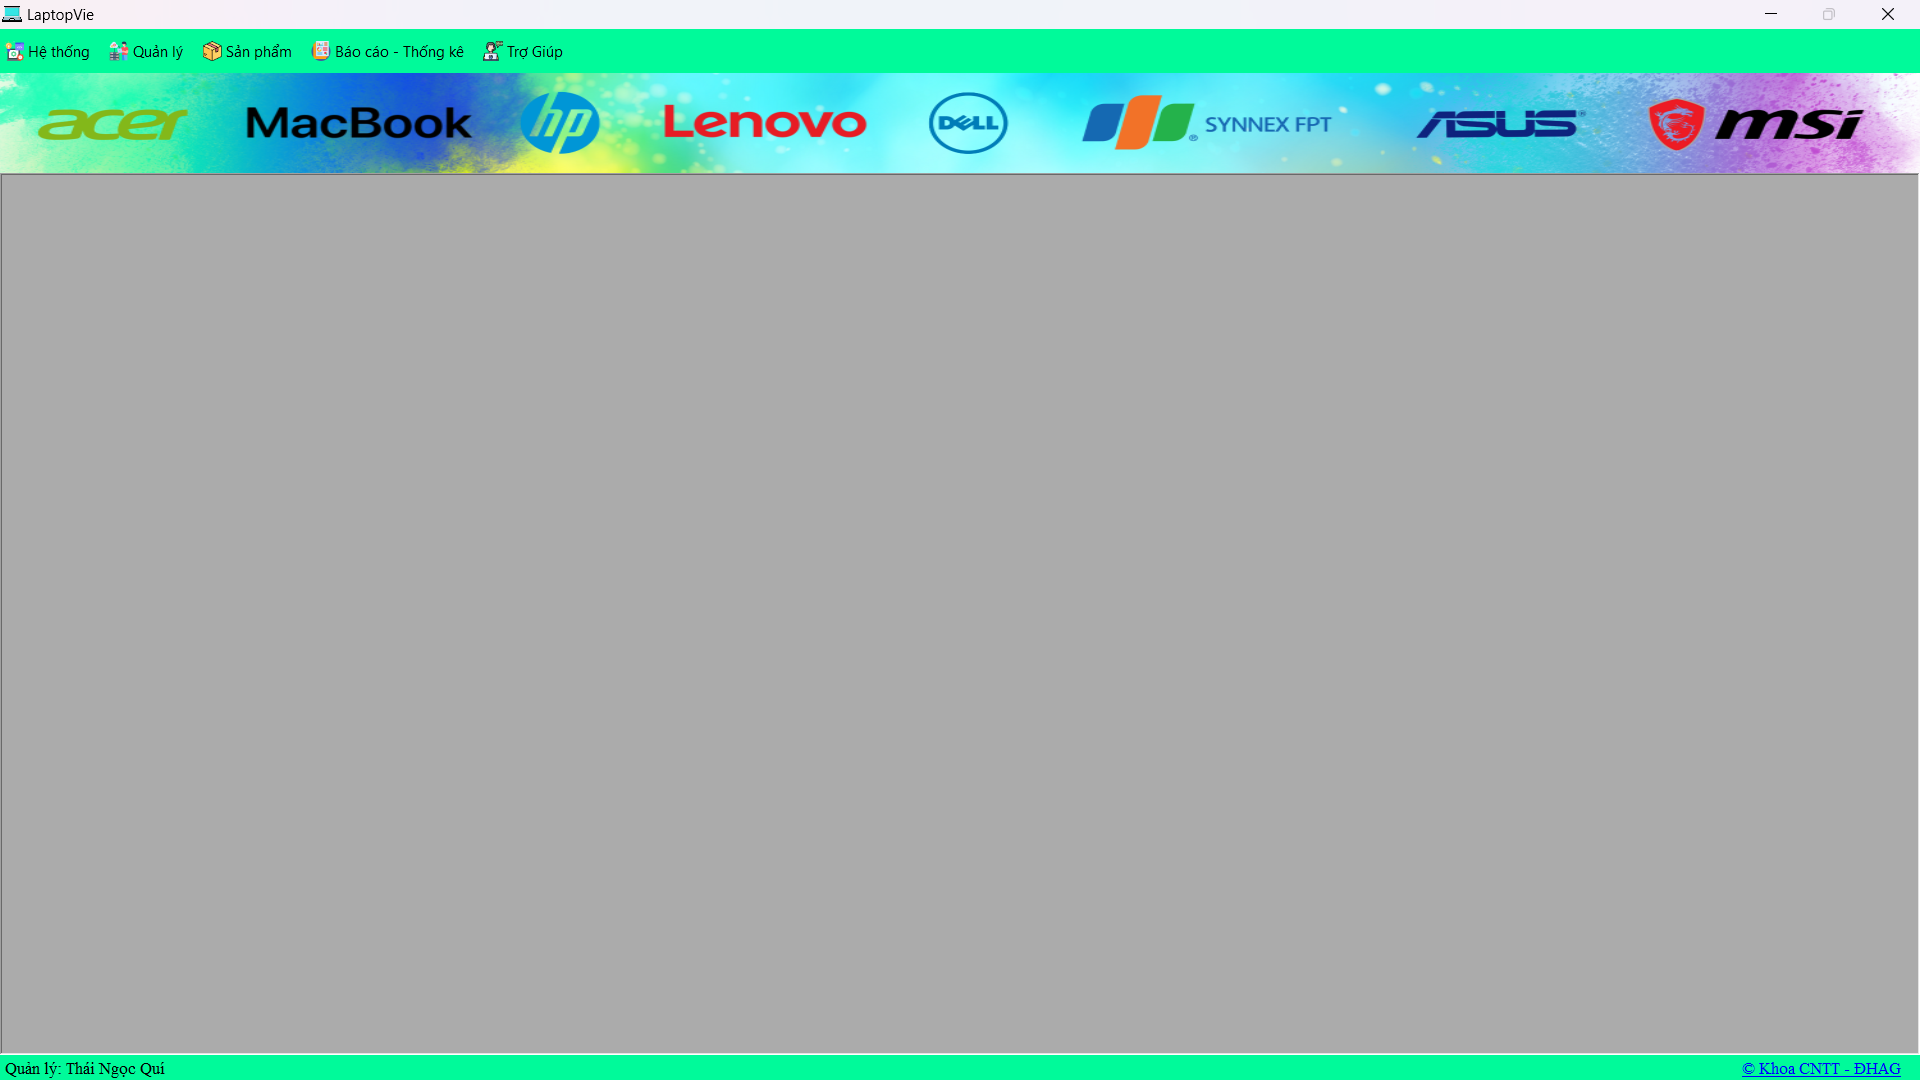 LaptopVie
Hệ thống Quản lý Sản phẩm Báo cáo - Thống kê Trợ Giúp
acer MacBook hp Lenovo DELL ® SYNNEX FPT ASUS® msi
Quản lý: Thái Ngọc Quí © Khoa CNTT - ĐHAG